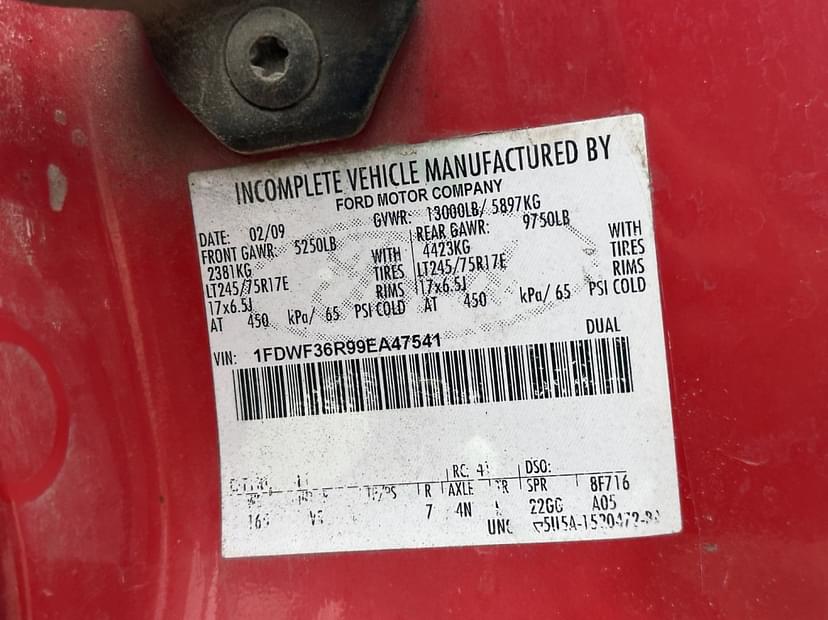 INCOMPLETE VEHICLE MANUFACTURED BY
FORD MOTOR COMPANY
DATE: 02/09 GVWR: 13000LB/ 5897KG
FRONT GAWR: 5250LB REAR GAWR: 9750LB
2381KG WITH 4423KG WITH
LT245/75R17E TIRES LT245/75R17E TIRES
17x6.5J RIMS 17x6.5J RIMS
AT 450 kPa/ 65 PSI COLD AT 450 kPa/ 65 PSI COLD
VIN: 1FDWF36R99EA47541 DUAL
RC: 41 DSO:
R AXLE TR SPR 8F716
7 4N 22GG A05